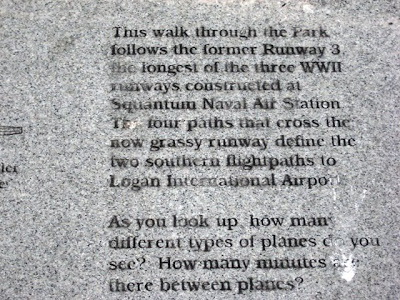 This walk through the Park
follows the former Runway 3
the longest of the three WWII
runways constructed at
Squantum Naval Air Station
The four paths that cross the
now grassy runway define the
two southern flightpaths to
Logan International Airport
As you look up, how many
different types of planes do you
see? How many minutes are
there between planes?